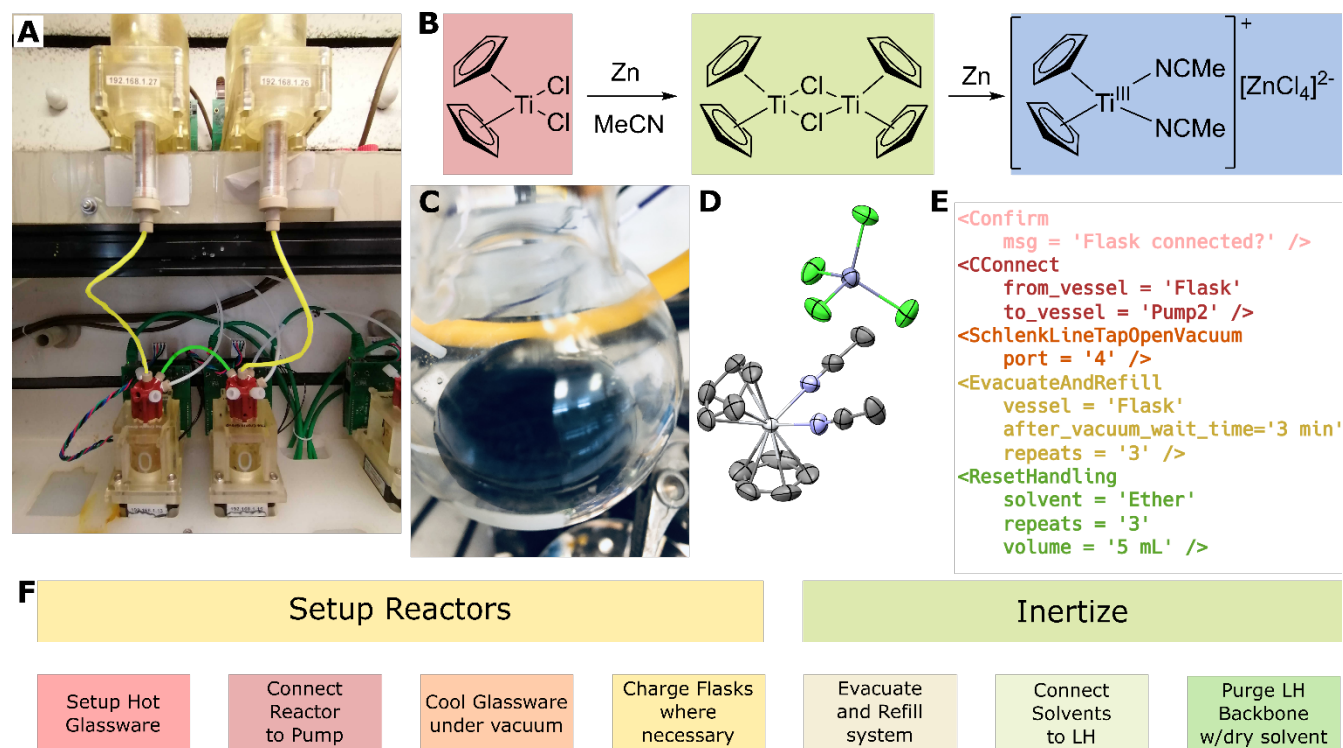 A
192.168.1.27
192.168.1.26
0
0
B
Cl
Ti
Cl
Zn
MeCN
Cl
Ti
Ti
Cl
Zn
+
NCMe
TiIII
[ZnCl4]2-
NCMe
C
D
E
<Confirm
msg = 'Flask connected?' />
<CConnect
from_vessel = 'Flask'
to_vessel = 'Pump2' />
<SchlenkLineTapOpenVacuum
port = '4' />
<EvacuateAndRefill
vessel = 'Flask'
after_vacuum_wait_time='3 min'
repeats = '3' />
<ResetHandling
solvent = 'Ether'
repeats = '3'
volume = '5 mL' />
F
Setup Reactors
Inertize
Setup Hot
Glassware
Connect
Reactor
to Pump
Cool Glassware
under vacuum
Charge Flasks
where
necessary
Evacuate
and Refill
system
Connect
Solvents
to LH
Purge LH
Backbone
w/dry solvent